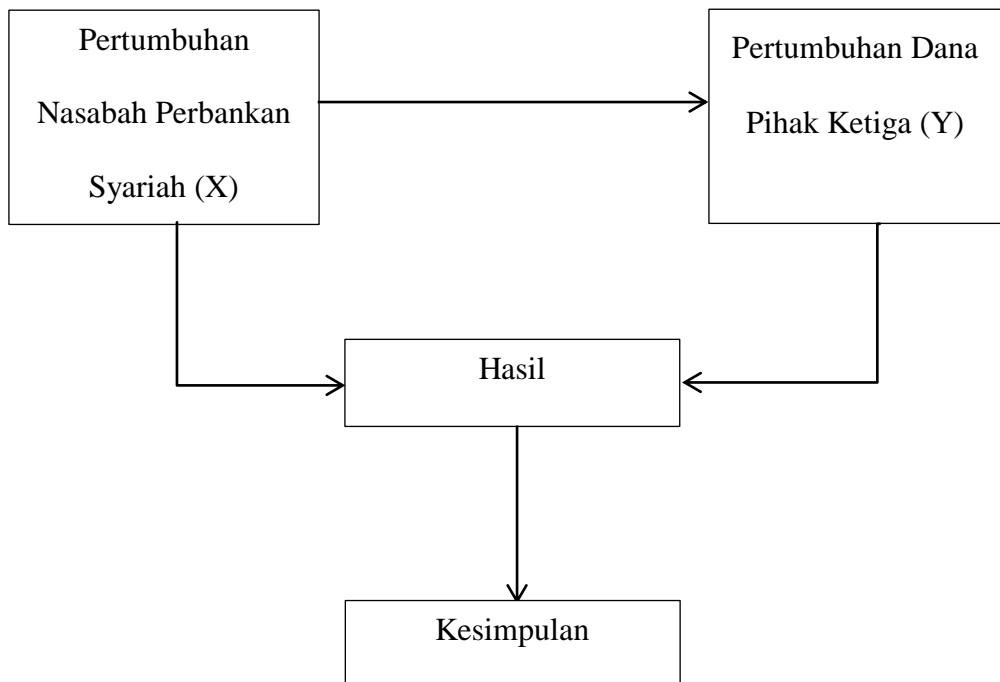 Pertumbuhan
Nasabah Perbankan
Syariah (X)
Pertumbuhan Dana
Pihak Ketiga (Y)
Hasil
Kesimpulan